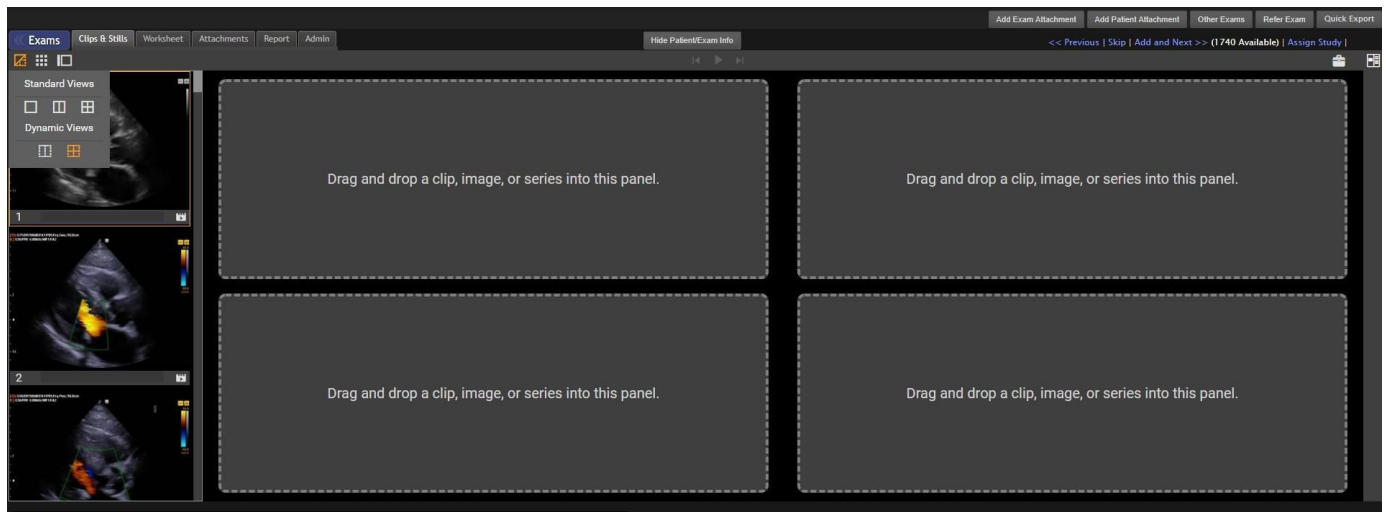 Add Exam Attachment Add Patient Attachment Other Exams Refer Exam Quick Export
Exams Clips & Stills Worksheet Attachments Report Admin Hide Patient/Exam Info << Previous | Skip | Add and Next >> (1740 Available) | Assign Study |
Standard Views
Dynamic Views
1
2
Drag and drop a clip, image, or series into this panel.
Drag and drop a clip, image, or series into this panel.
Drag and drop a clip, image, or series into this panel.
Drag and drop a clip, image, or series into this panel.